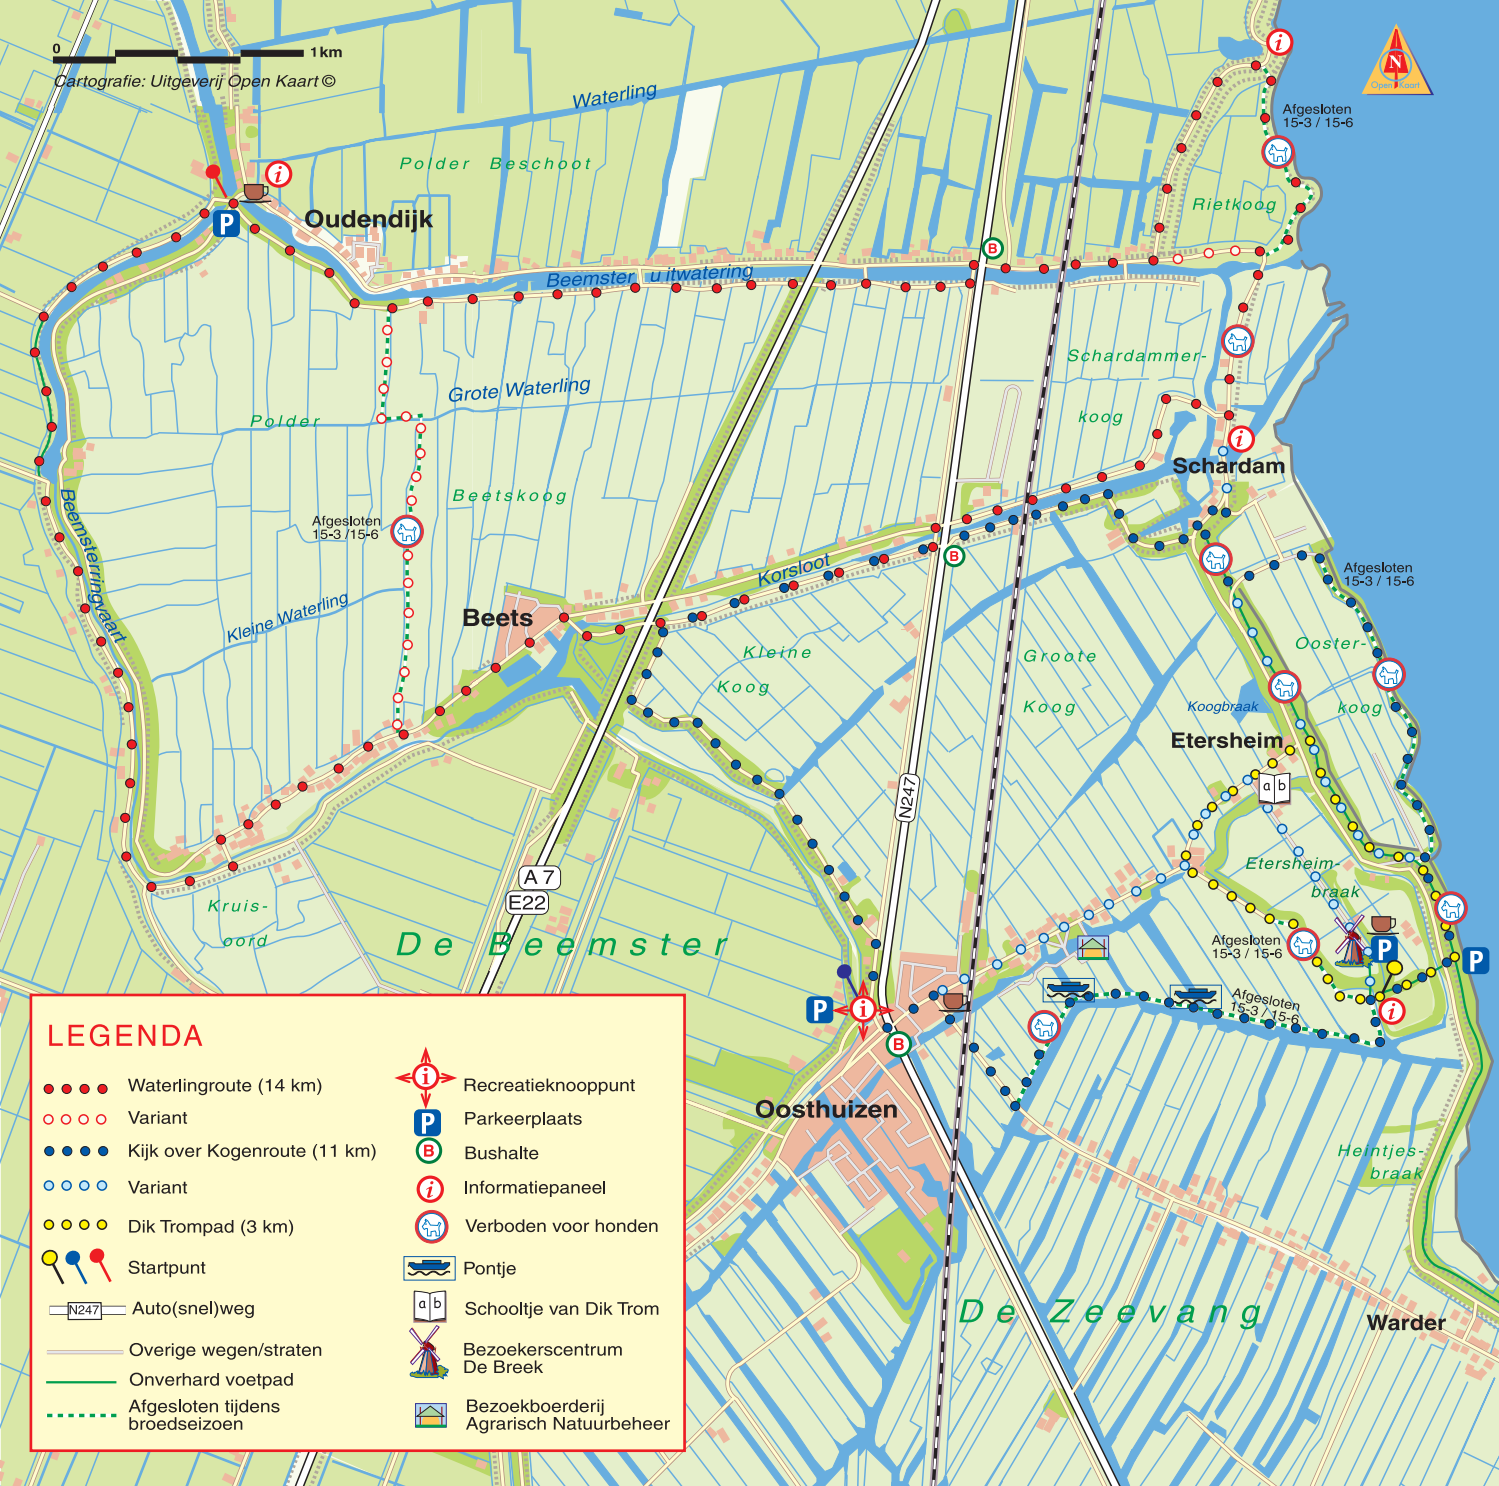 0
1km
Cartografie: Uitgeverij Open Kaart ©
N
Open Kaart
i
Afgesloten
15-3 / 15-6
Waterling
Polder Beschoot
i
P
Oudendijk
Rietkoog
B
Beemster uitwatering
Schardammer-
koog
Grote Waterling
Polder
Beetskoog
i
Schardam
Afgesloten
15-3 /15-6
Beemsterringvaart
Korsloot
B
Afgesloten
15-3 / 15-6
Kleine Waterling
Beets
Kleine
Koog
Groote
Koog
Ooster-
koog
Koogbraak
Etersheim
a b
N247
Etersheim-
braak
A 7
E22
Kruis-
oord
De Beemster
Afgesloten
15-3 / 15-6
P
P
Afgesloten
15-3 / 15-6
i
P
i
B
Oosthuizen
Heintjes-
braak
De Zeevang
Warder
LEGENDA
Waterlingroute (14 km)
Variant
Kijk over Kogenroute (11 km)
Variant
Dik Trompad (3 km)
Startpunt
N247
Auto(snel)weg
Overige wegen/straten
Onverhard voetpad
Afgesloten tijdens
broedseizoen
i
Recreatieknooppunt
P
Parkeerplaats
B
Bushalte
i
Informatiepaneel
Verboden voor honden
Pontje
a b
Schooltje van Dik Trom
Bezoekerscentrum
De Breek
Bezoekboerderij
Agrarisch Natuurbeheer